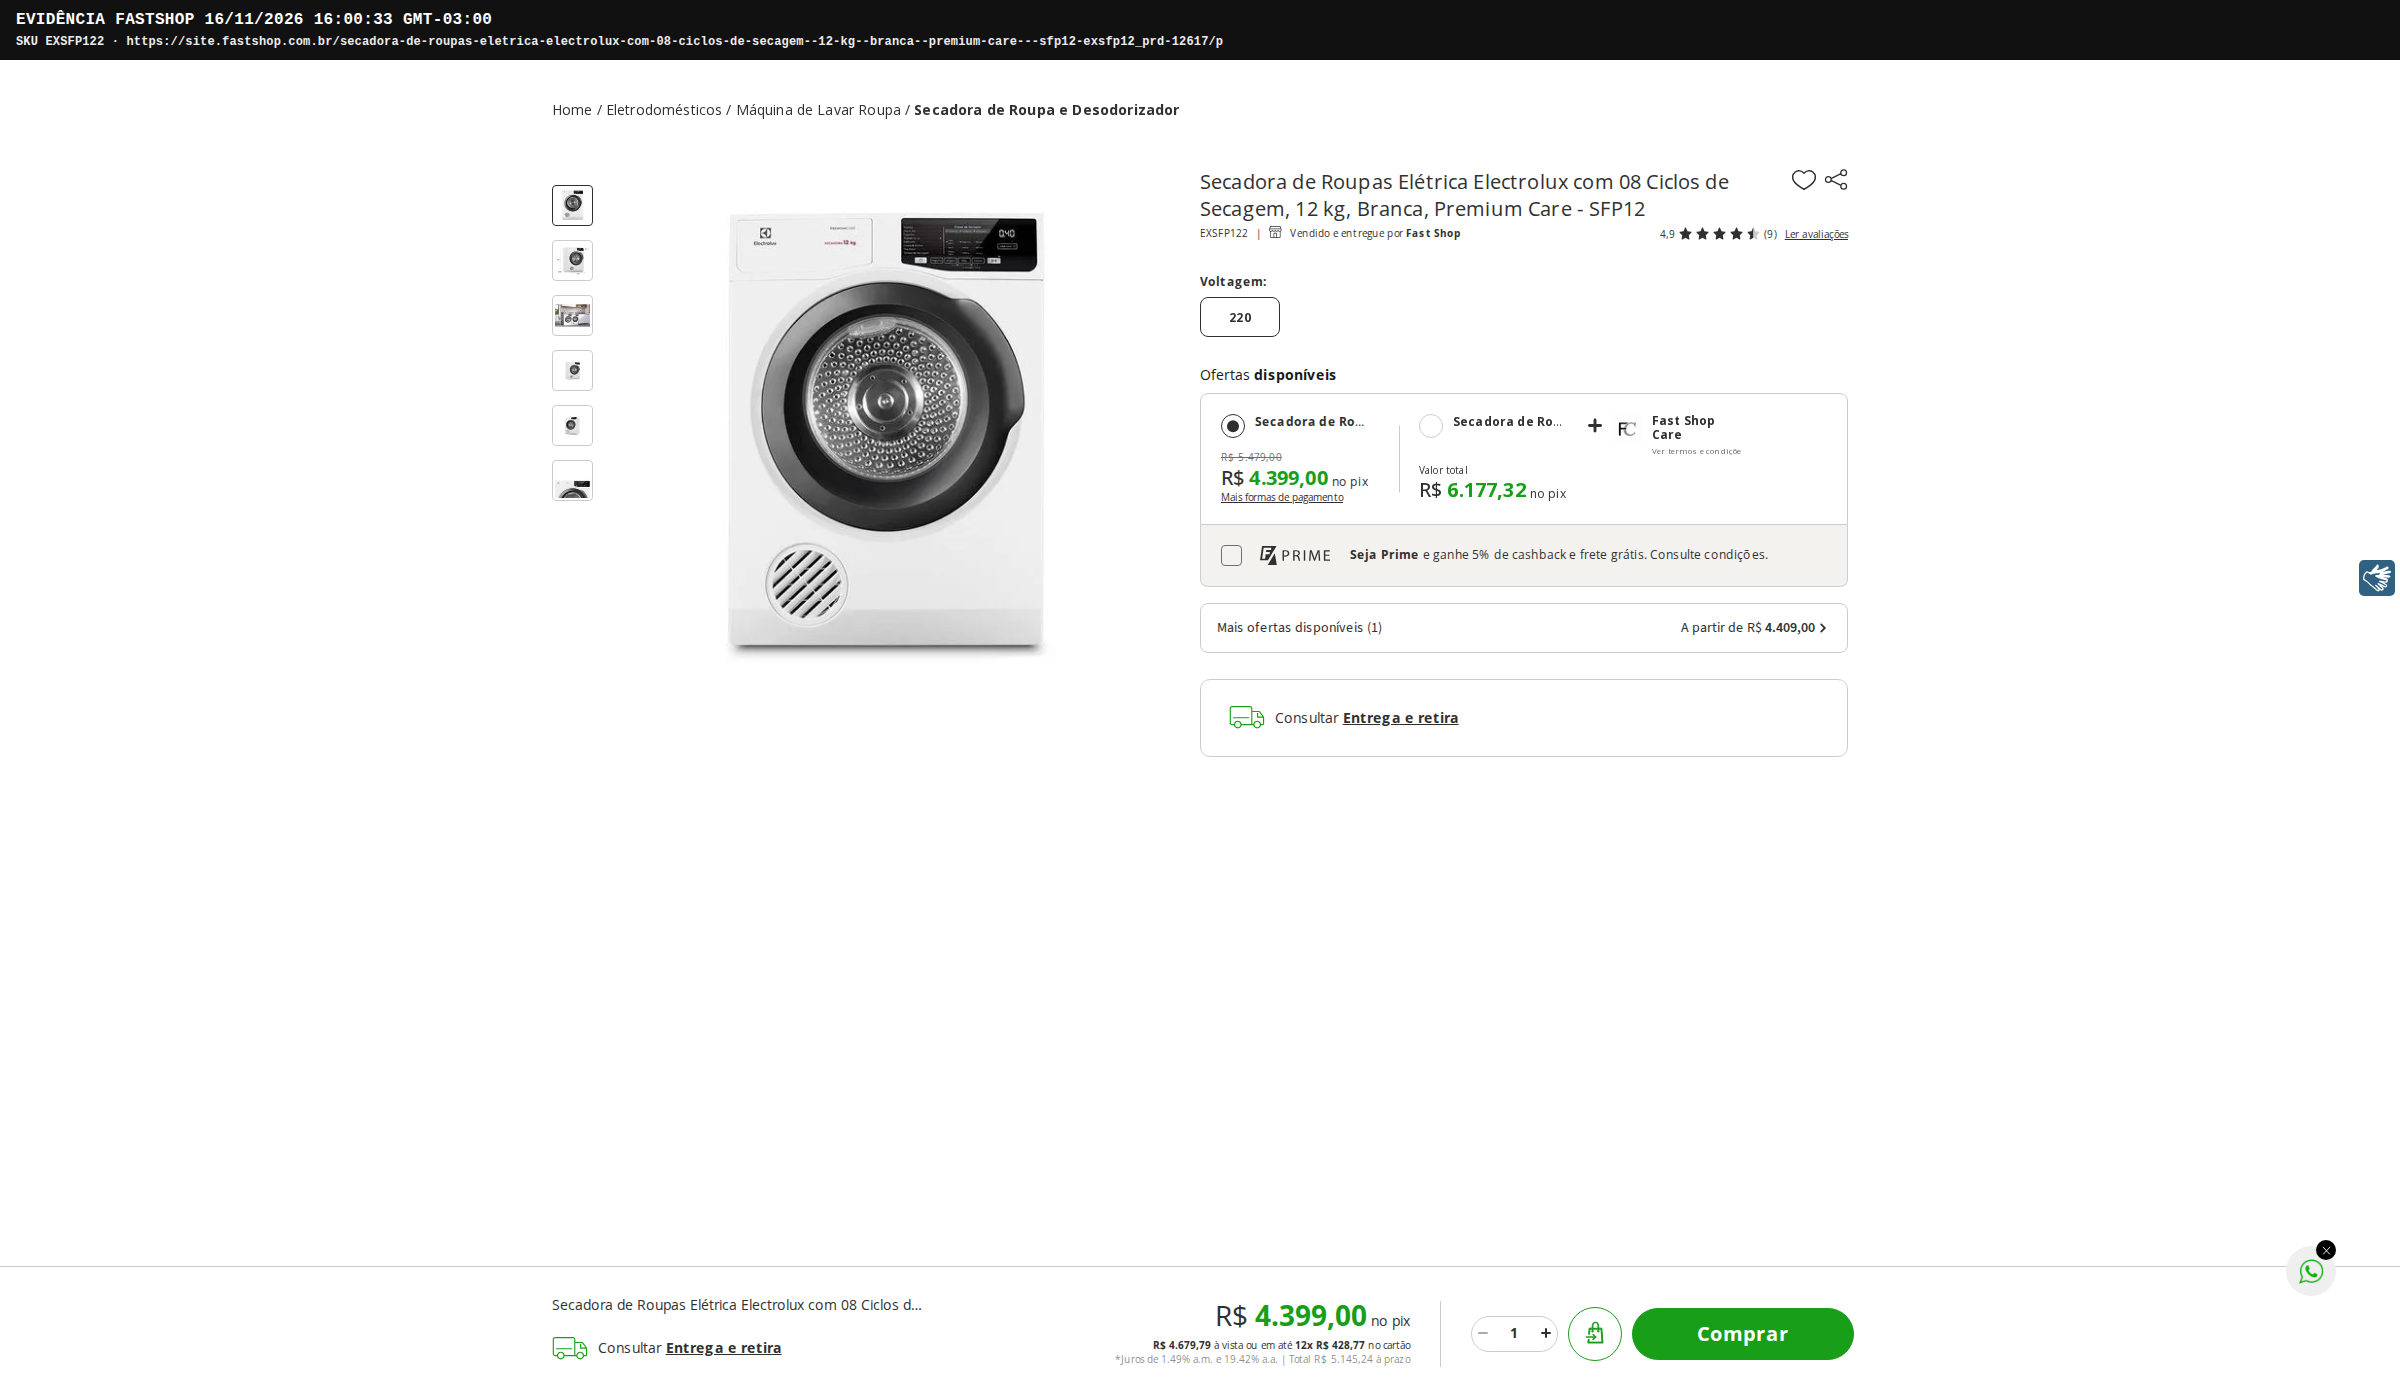 EVIDÊNCIA FASTSHOP 16/11/2026 16:00:33 GMT-03:00
SKU EXSFP122 · https://site.fastshop.com.br/secadora-de-roupas-eletrica-electrolux-com-08-ciclos-de-secagem--12-kg--branca--premium-care---sfp12-exsfp12_prd-12617/p
Home / Eletrodomésticos / Máquina de Lavar Roupa / Secadora de Roupa e Desodorizador
Secadora de Roupas Elétrica Electrolux com 08 Ciclos de
Secagem, 12 kg, Branca, Premium Care - SFP12
EXSFP122 | Vendido e entregue por Fast Shop
4,9 (9) Ler avaliações
Electrolux
12 kg
Voltagem:
220
Ofertas disponíveis
Secadora de Ro...
R$ 5.479,00
R$ 4.399,00 no pix
Mais formas de pagamento
Secadora de Ro...
Valor total
R$ 6.177,32 no pix
+
FC
Fast Shop
Care
Ver termos e condiçõe
PRIME
Seja Prime e ganhe 5% de cashback e frete grátis. Consulte condições.
Mais ofertas disponíveis (1)
A partir de R$ 4.409,00
Consultar Entrega e retira
Secadora de Roupas Elétrica Electrolux com 08 Ciclos d...
Consultar Entrega e retira
R$ 4.399,00 no pix
R$ 4.679,79 à vista ou em até 12x R$ 428,77 no cartão
*Juros de 1.49% a.m. e 19.42% a.a. | Total R$ 5.145,24 à prazo
− 1 +
Comprar